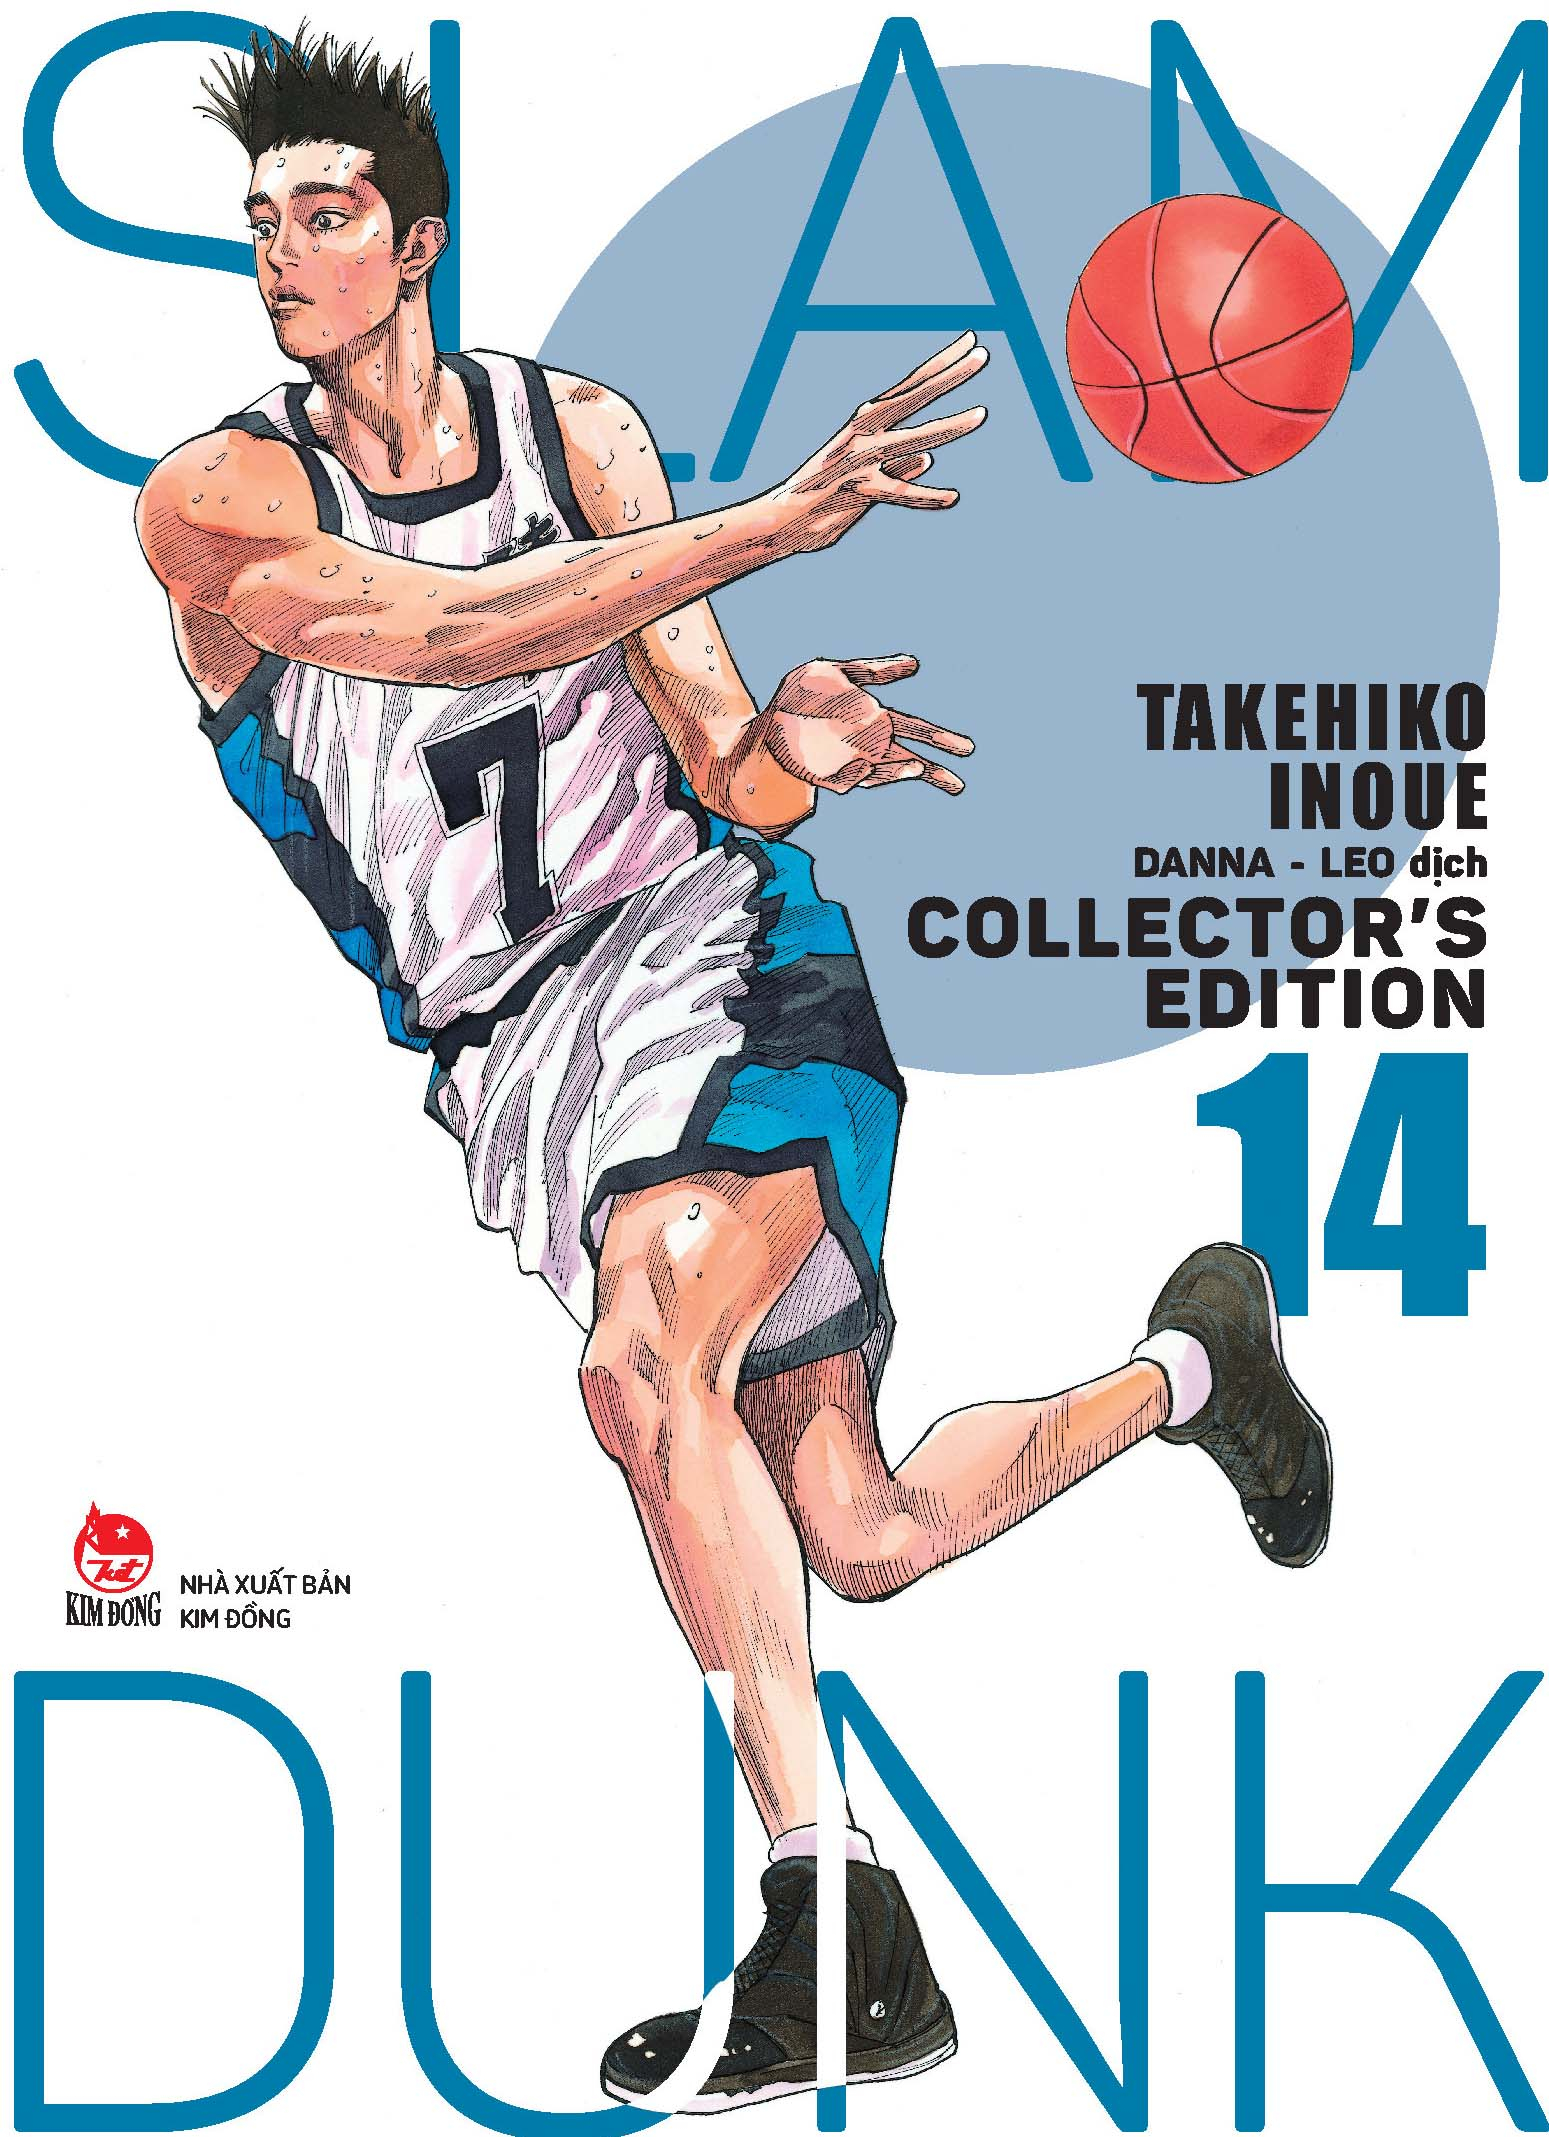 SLAM
TAKEHIKO
INOUE
DANNA - LEO dịch
COLLECTOR'S
EDITION
14
7
KIM ĐỒNG
NHÀ XUẤT BẢN
KIM ĐỒNG
DUNK